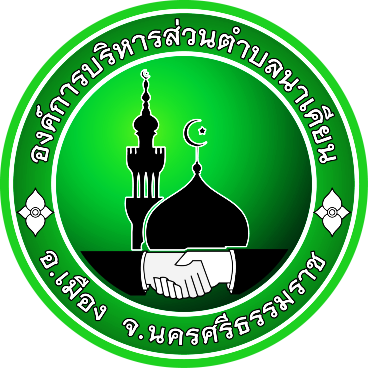 องค์การบริหารส่วนตำบลนาเคียน
อ.เมือง จ.นครศรีธรรมราช